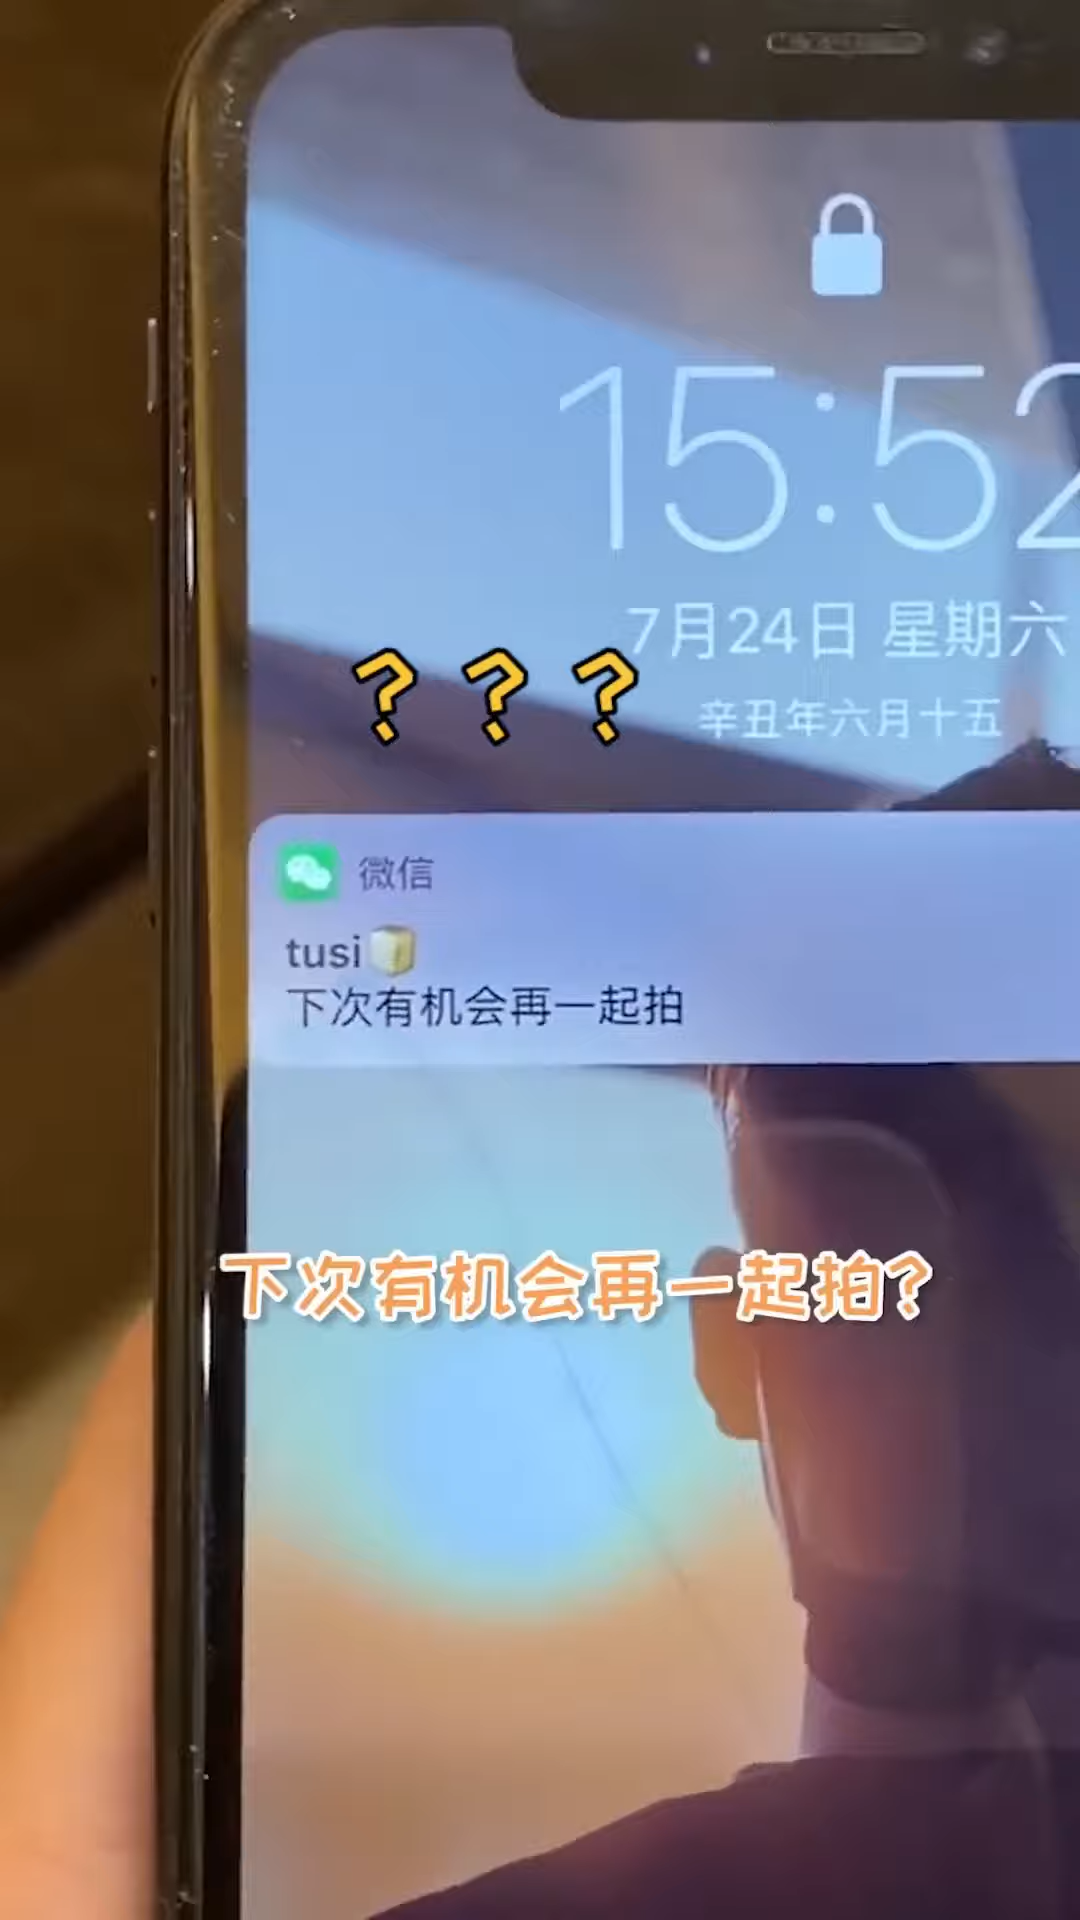 15:52
7月24日 星期六
? ? ?
辛丑年六月十五
微信
tusi
下次有机会再一起拍
下次有机会再一起拍?